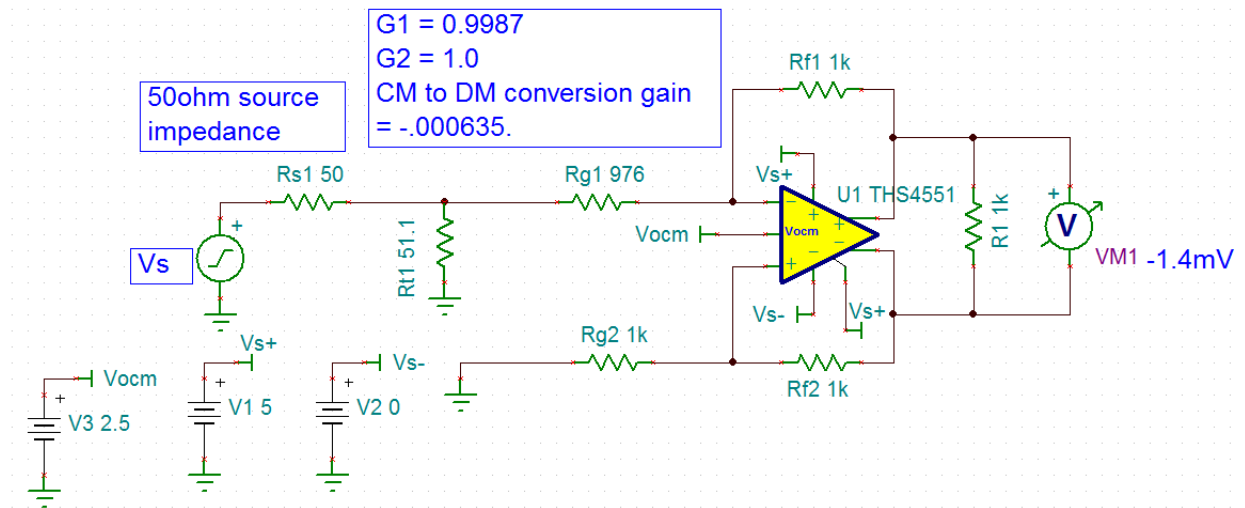 G1 = 0.9987
G2 = 1.0
CM to DM conversion gain
= -.000635.
50ohm source
impedance
Rf1 1k
Rs1 50
Rg1 976
Vs+
U1 THS4551
+
-
+
Vocm
Vocm
+
-
-
+
R1 1k
+
V
VM1 -1.4mV
+
Vs
Rt1 51.1
Vs-
Vs+
Rg2 1k
Rf2 1k
Vs+
Vs-
Vocm
+
V3 2.5
+
V1 5
+
V2 0